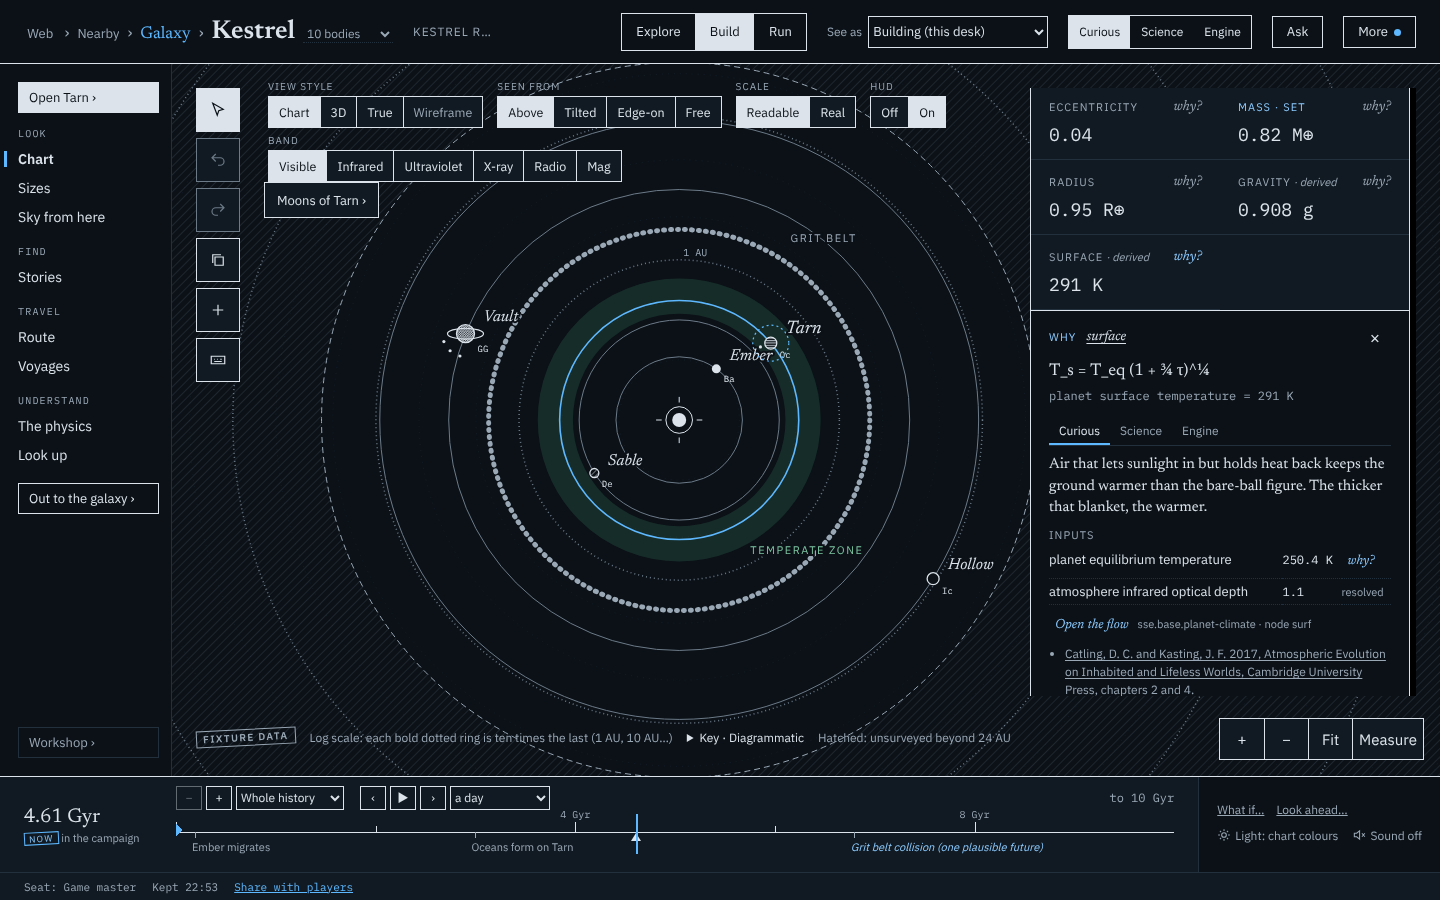 Web › Nearby › Galaxy › Kestrel 10 bodies KESTREL R…
Explore Build Run See as Building (this desk) Curious Science Engine Ask More
Open Tarn ›
LOOK
Chart
Sizes
Sky from here
FIND
Stories
TRAVEL
Route
Voyages
UNDERSTAND
The physics
Look up
Out to the galaxy ›
Workshop ›
VIEW STYLE SEEN FROM SCALE HUD
Chart 3D True Wireframe Above Tilted Edge-on Free Readable Real Off On
BAND
Visible Infrared Ultraviolet X-ray Radio Mag
Moons of Tarn ›
GRIT BELT
1 AU
Vault
GG
Tarn
Oc
Ember
Ba
Sable
De
TEMPERATE ZONE
Hollow
Ic
FIXTURE DATA Log scale: each bold dotted ring is ten times the last (1 AU, 10 AU…) ▶ Key · Diagrammatic Hatched: unsurveyed beyond 24 AU
ECCENTRICITY why? MASS · SET why?
0.04 0.82 M⊕
RADIUS why? GRAVITY · derived why?
0.95 R⊕ 0.908 g
SURFACE · derived why?
291 K
WHY surface ×
T_s = T_eq (1 + ¾ τ)^¼
planet surface temperature = 291 K
Curious Science Engine
Air that lets sunlight in but holds heat back keeps the
ground warmer than the bare-ball figure. The thicker
that blanket, the warmer.
INPUTS
planet equilibrium temperature 250.4 K why?
atmosphere infrared optical depth 1.1 resolved
Open the flow sse.base.planet-climate · node surf
• Catling, D. C. and Kasting, J. F. 2017, Atmospheric Evolution
on Inhabited and Lifeless Worlds, Cambridge University
Press, chapters 2 and 4.
+ − Fit Measure
4.61 Gyr
NOW in the campaign
− + Whole history ‹ ▶ › a day to 10 Gyr
4 Gyr 8 Gyr
Ember migrates Oceans form on Tarn Grit belt collision (one plausible future)
What if… Look ahead…
Light: chart colours Sound off
Seat: Game master Kept 22:53 Share with players